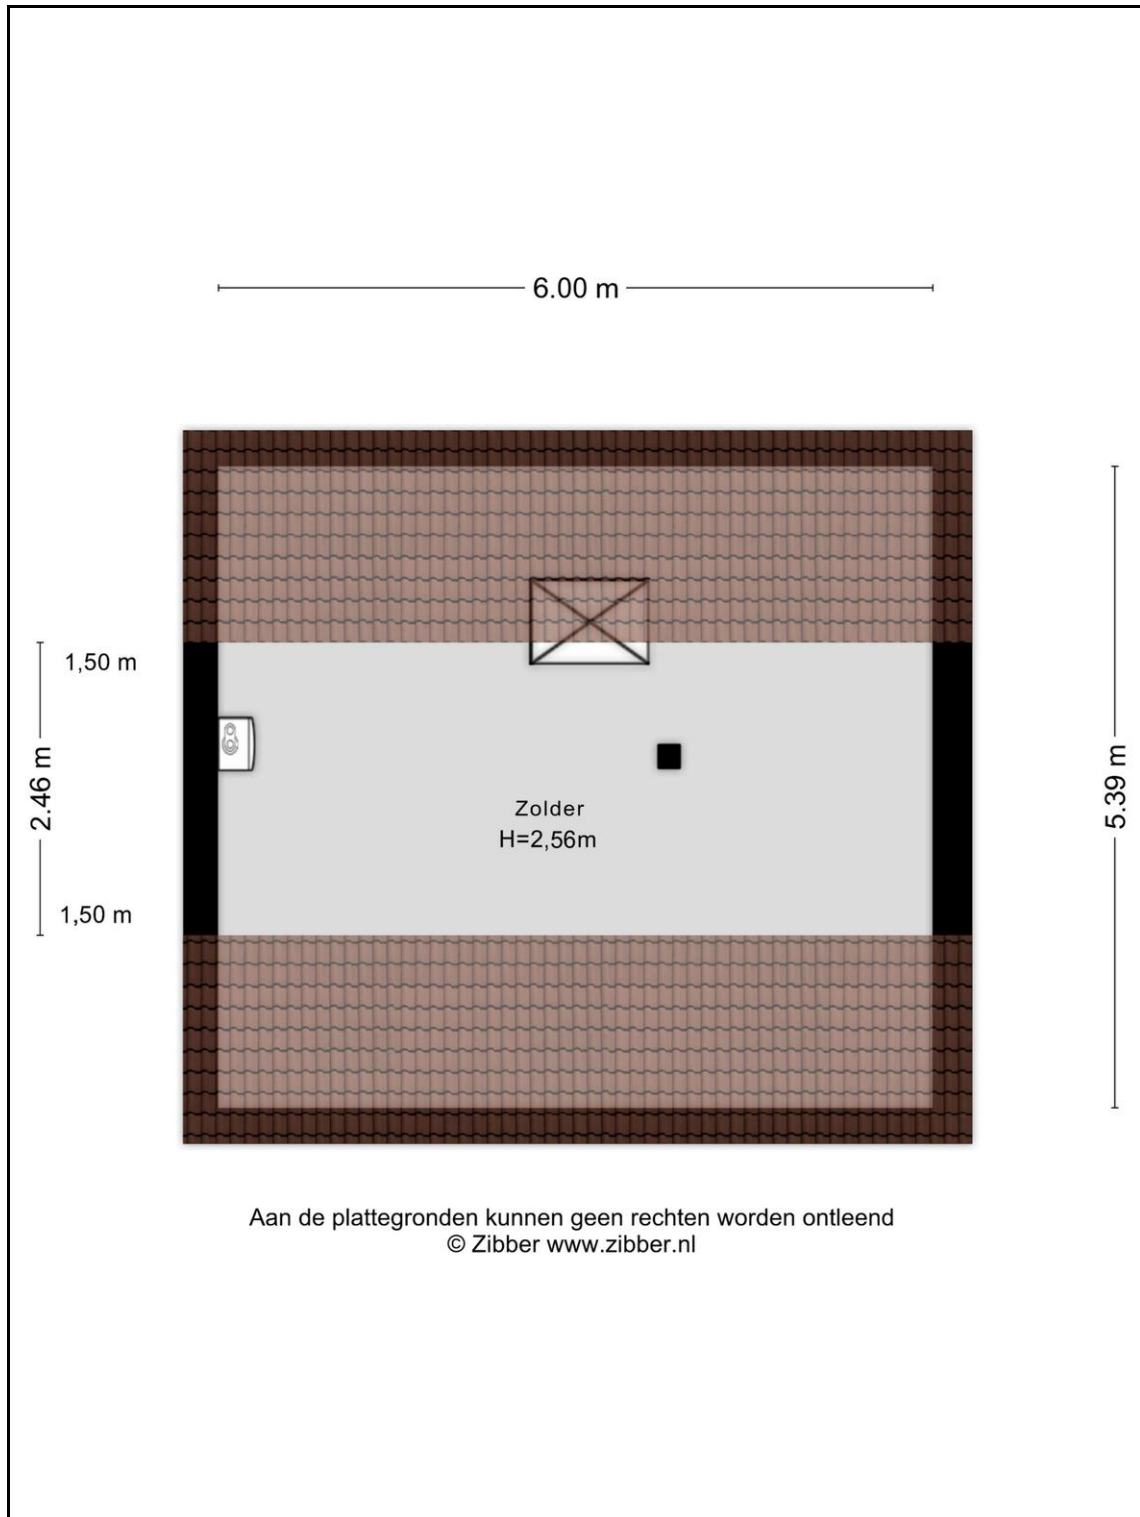 6.00 m
1,50 m
2.46 m
5.39 m
Zolder
H=2,56m
1,50 m
Aan de plattegronden kunnen geen rechten worden ontleend
© Zibber www.zibber.nl